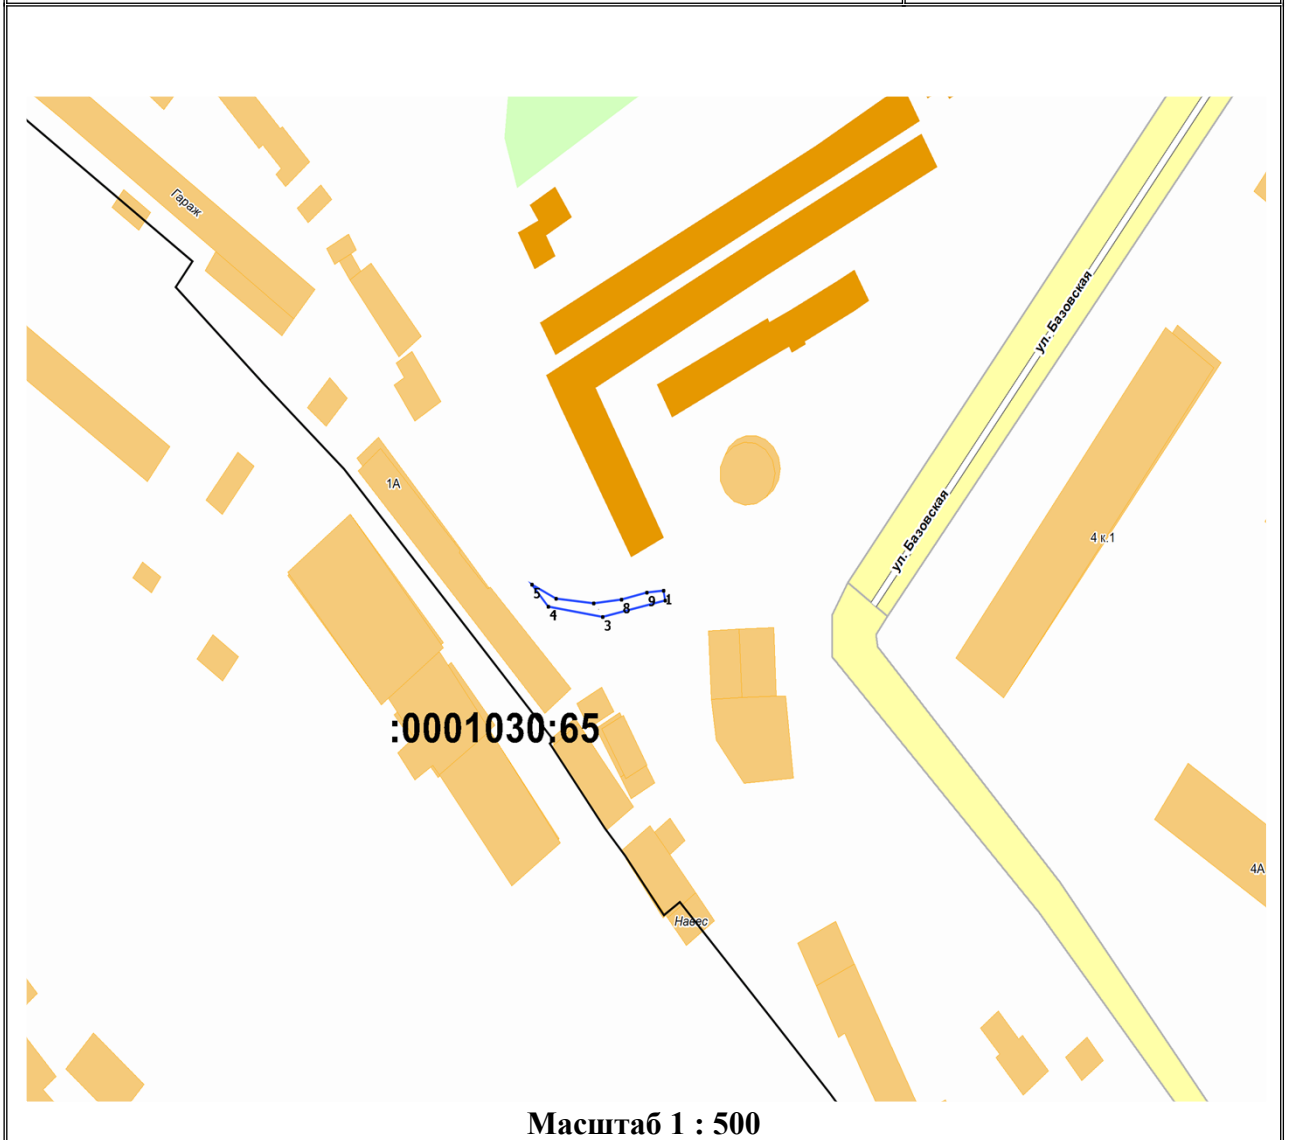 Гараж
ул. Базовская
1А
ул. Базовская
4 к.1
5
4
3
8
9
1
:0001030:65
4А
Навес
Масштаб 1 : 500